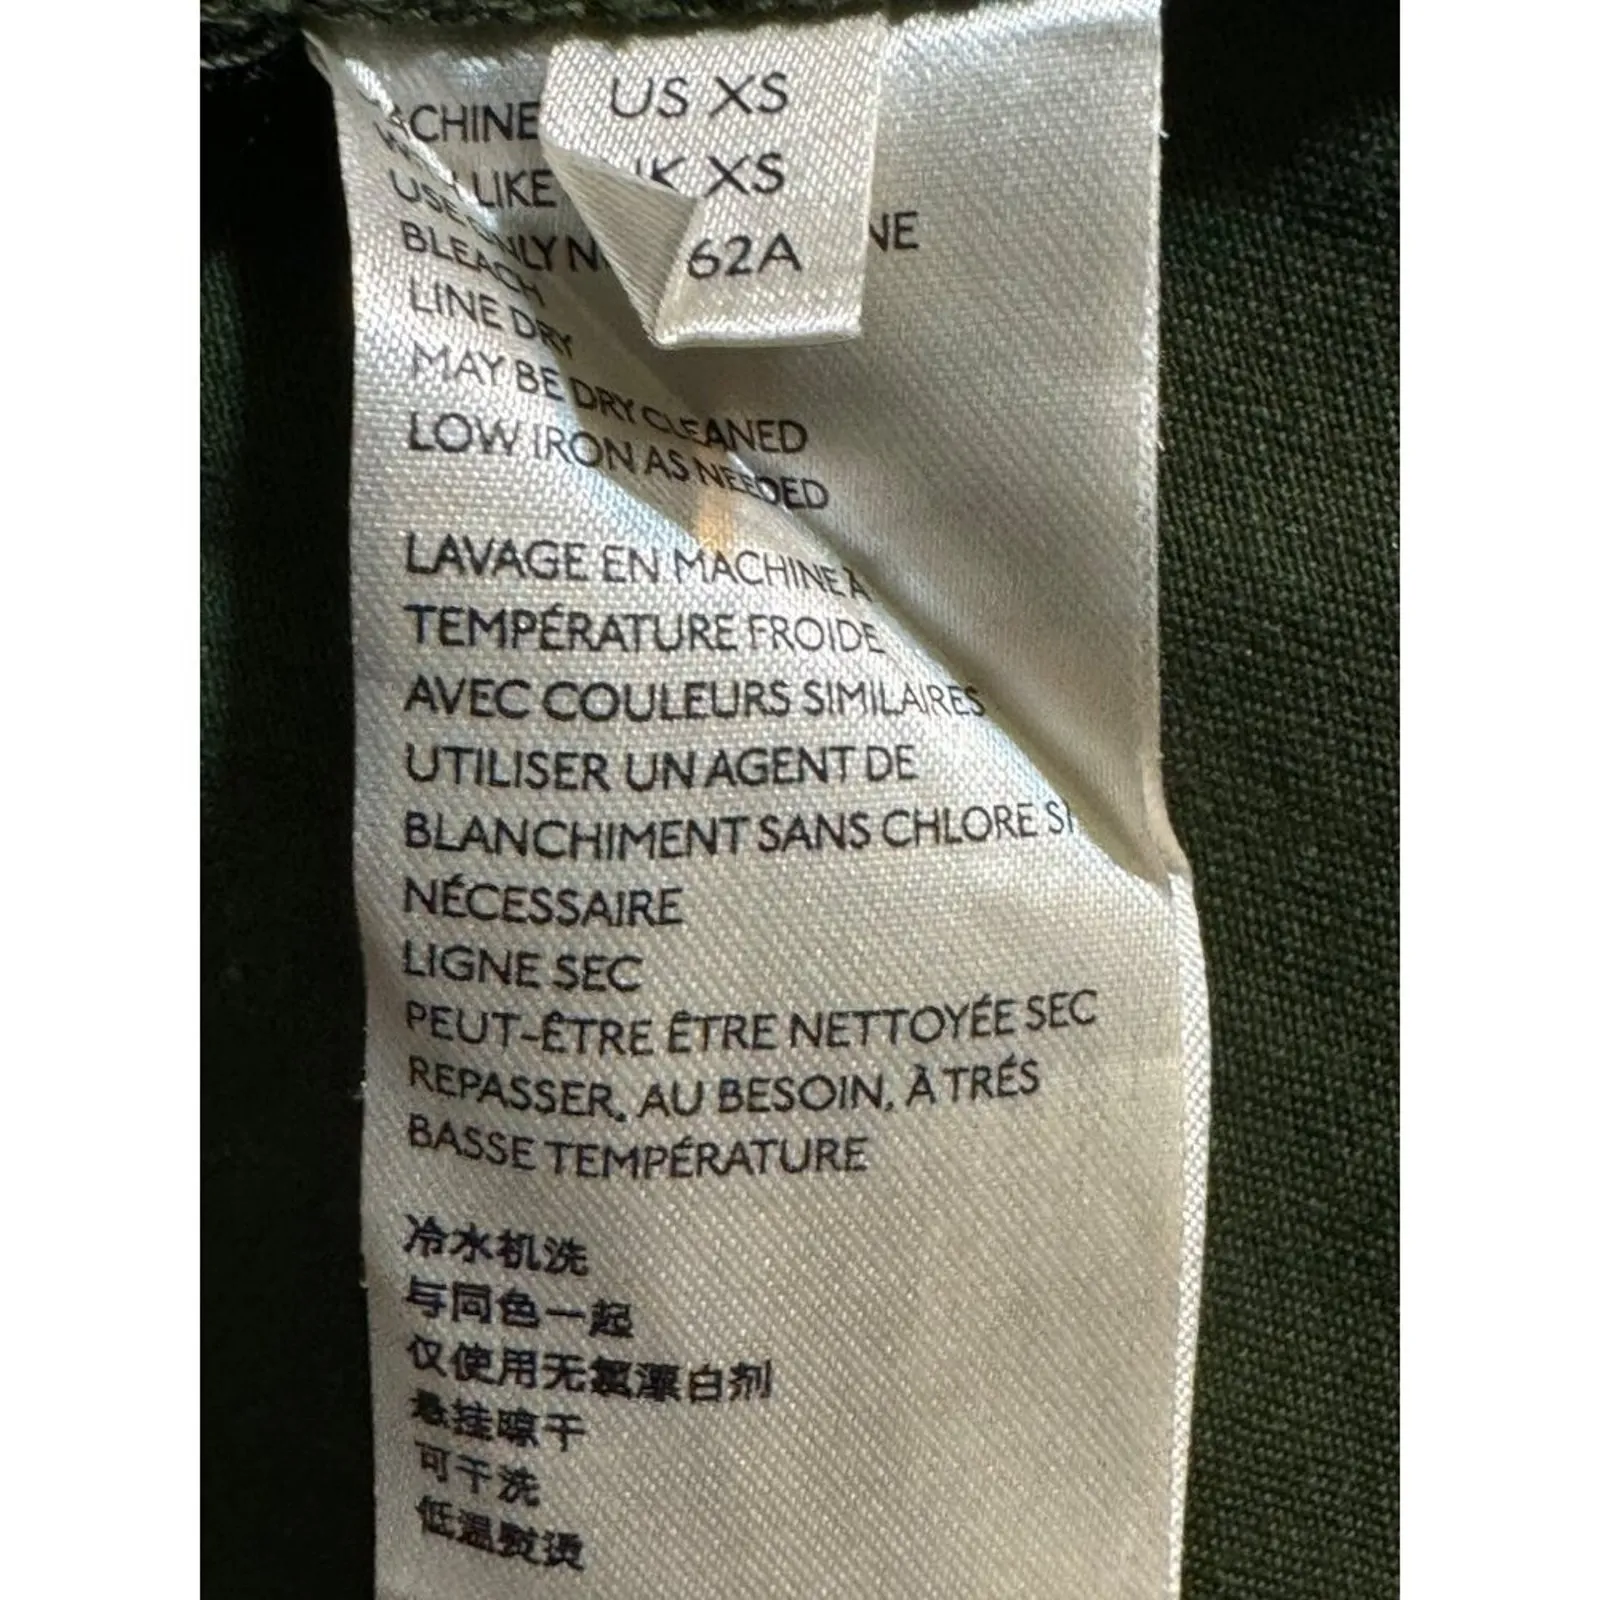 US XS
XS
62A
ACHINE
LIKE
USE ONLY N NE
BLEACH
LINE DRY
MAY BE DRY CLEANED
LOW IRON AS NEEDED
LAVAGE EN MACHINE À
TEMPÉRATURE FROIDE
AVEC COULEURS SIMILAIRES
UTILISER UN AGENT DE
BLANCHIMENT SANS CHLORE SI
NÉCESSAIRE
LIGNE SEC
PEUT-ÊTRE ÊTRE NETTOYÉE SEC
REPASSER, AU BESOIN, À TRÉS
BASSE TEMPÉRATURE
冷水机洗
与同色一起
仅使用无氯漂白剂
悬挂晾干
可干洗
低温熨烫